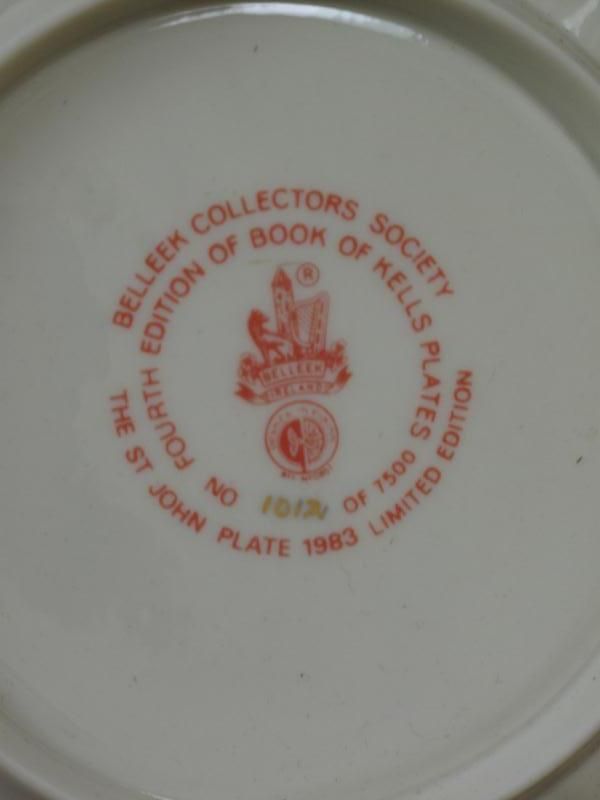 BELLEEK COLLECTORS SOCIETY
FOURTH EDITION OF BOOK OF KELLS PLATES
®
BELLEEK
IRELAND
NO OF 7500
THE ST JOHN PLATE 1983 LIMITED EDITION